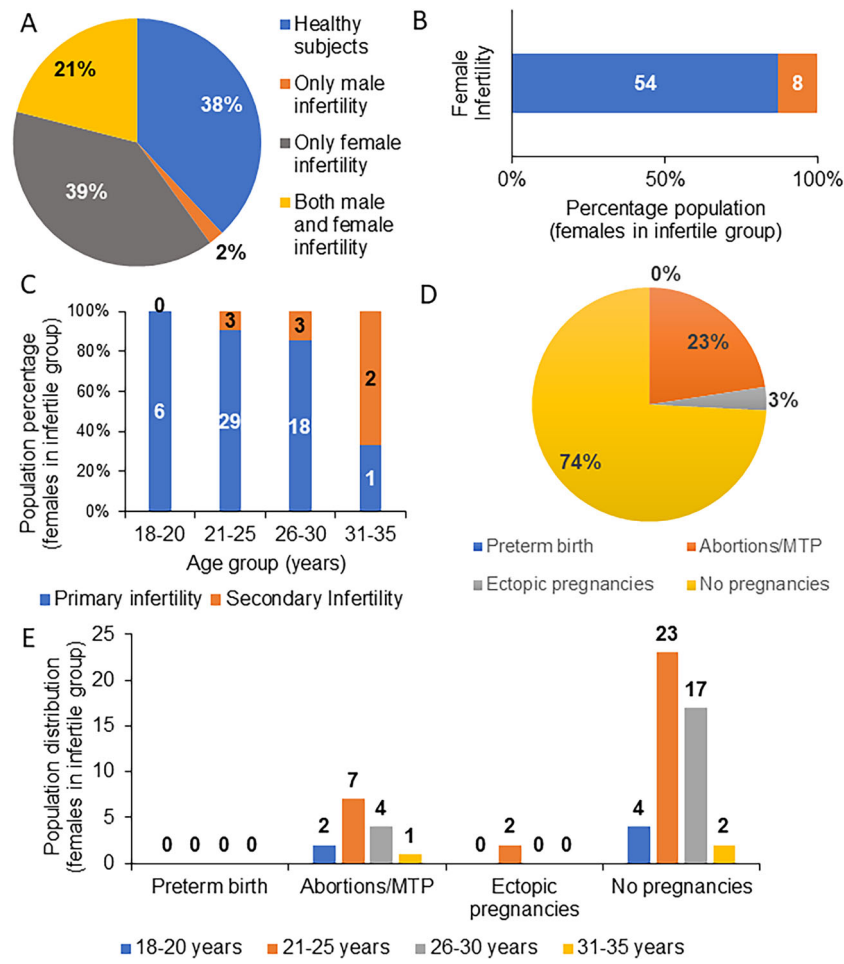 A
21%
38%
39%
2%
Healthy
subjects
Only male
infertility
Only female
infertility
Both male
and female
infertility
B
Female
Infertility
54
8
0%
50%
100%
Percentage population
(females in infertile group)
C
Population percentage
(females in infertile group)
100%
80%
60%
40%
20%
0%
0
3
3
2
6
29
18
1
18-20
21-25
26-30
31-35
Age group (years)
Primary infertility
Secondary Infertility
D
0%
23%
3%
74%
Preterm birth
Abortions/MTP
Ectopic pregnancies
No pregnancies
E
Population distribution
(females in infertile group)
25
20
15
10
5
0
0 0 0 0
2 7 4 1
0 2 0 0
4 23 17 2
Preterm birth
Abortions/MTP
Ectopic
pregnancies
No pregnancies
18-20 years
21-25 years
26-30 years
31-35 years